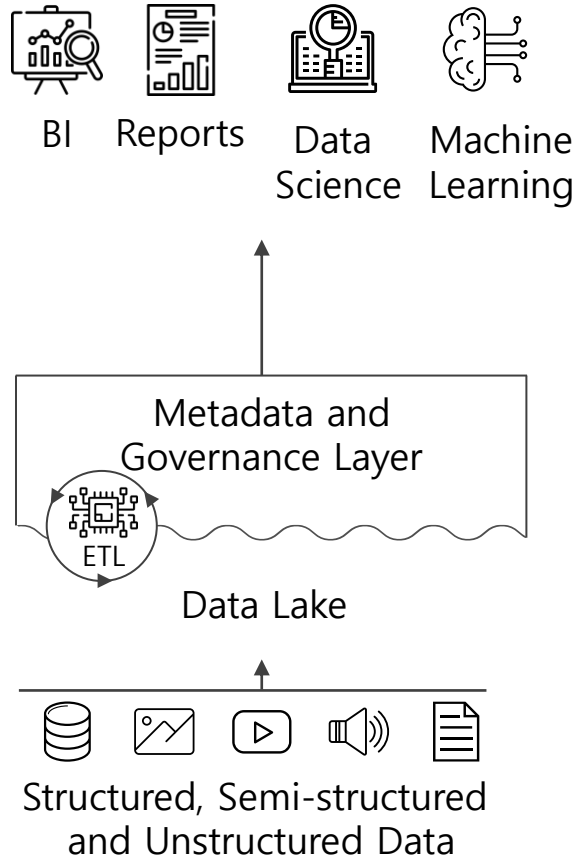 BI
Reports
Data
Science
Machine
Learning
Metadata and
Governance Layer
ETL
Data Lake
Structured, Semi-structured
and Unstructured Data